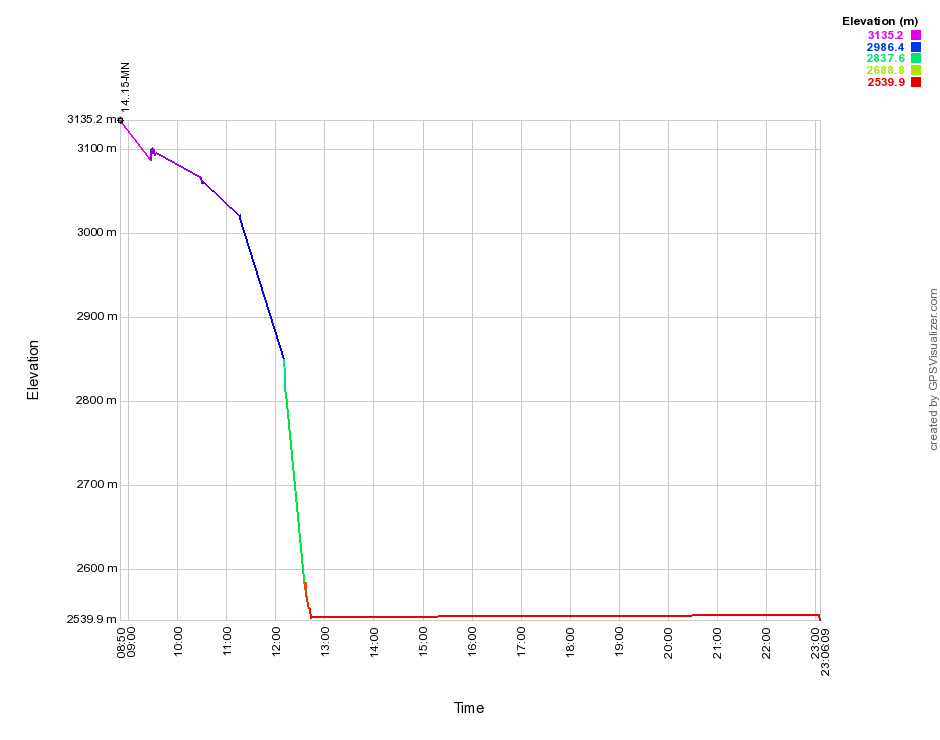 Elevation (m)
3135.2
2986.4
2837.6
2688.8
2539.9
14..15-MN
3135.2 m
3100 m
3000 m
2900 m
2800 m
2700 m
2600 m
2539.9 m
Elevation
08:50
09:00
10:00
11:00
12:00
13:00
14:00
15:00
16:00
17:00
18:00
19:00
20:00
21:00
22:00
23:00
23:06:09
Time
created by GPSVisualizer.com